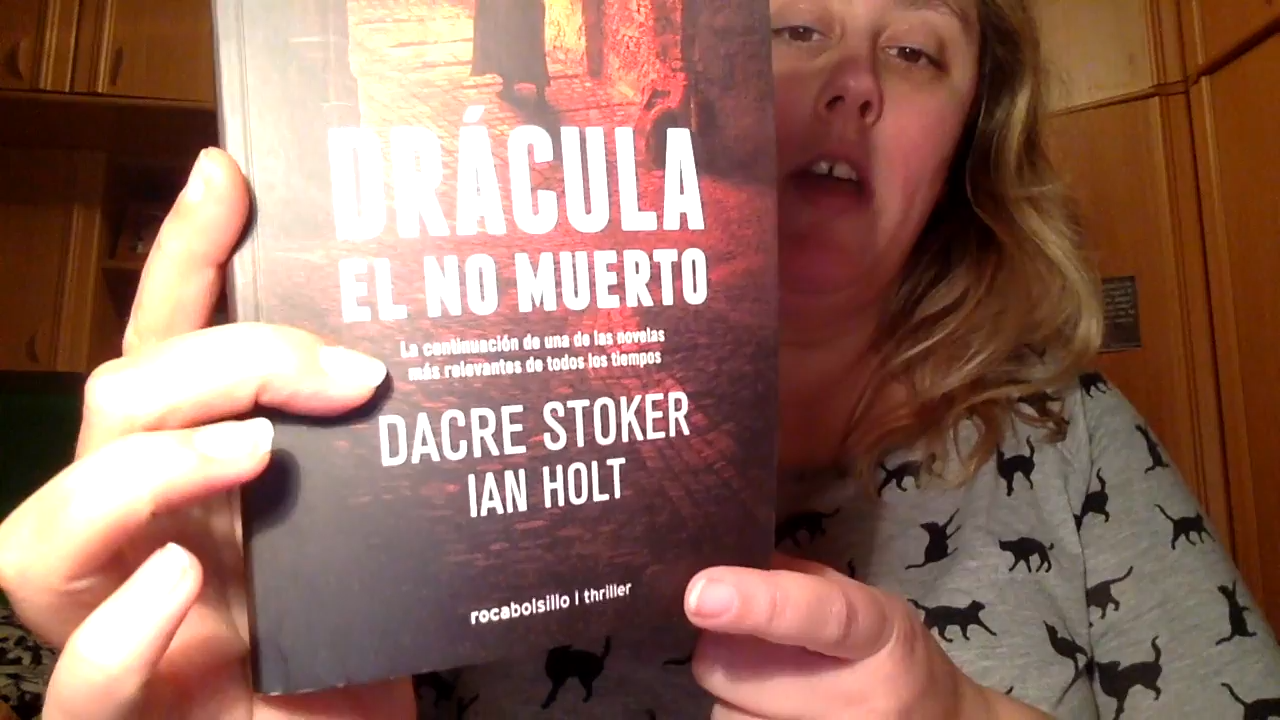 DRÁCULA
EL NO MUERTO
La continuación de una de las novelas
más relevantes de todos los tiempos
DACRE STOKER
IAN HOLT
rocabolsillo | thriller